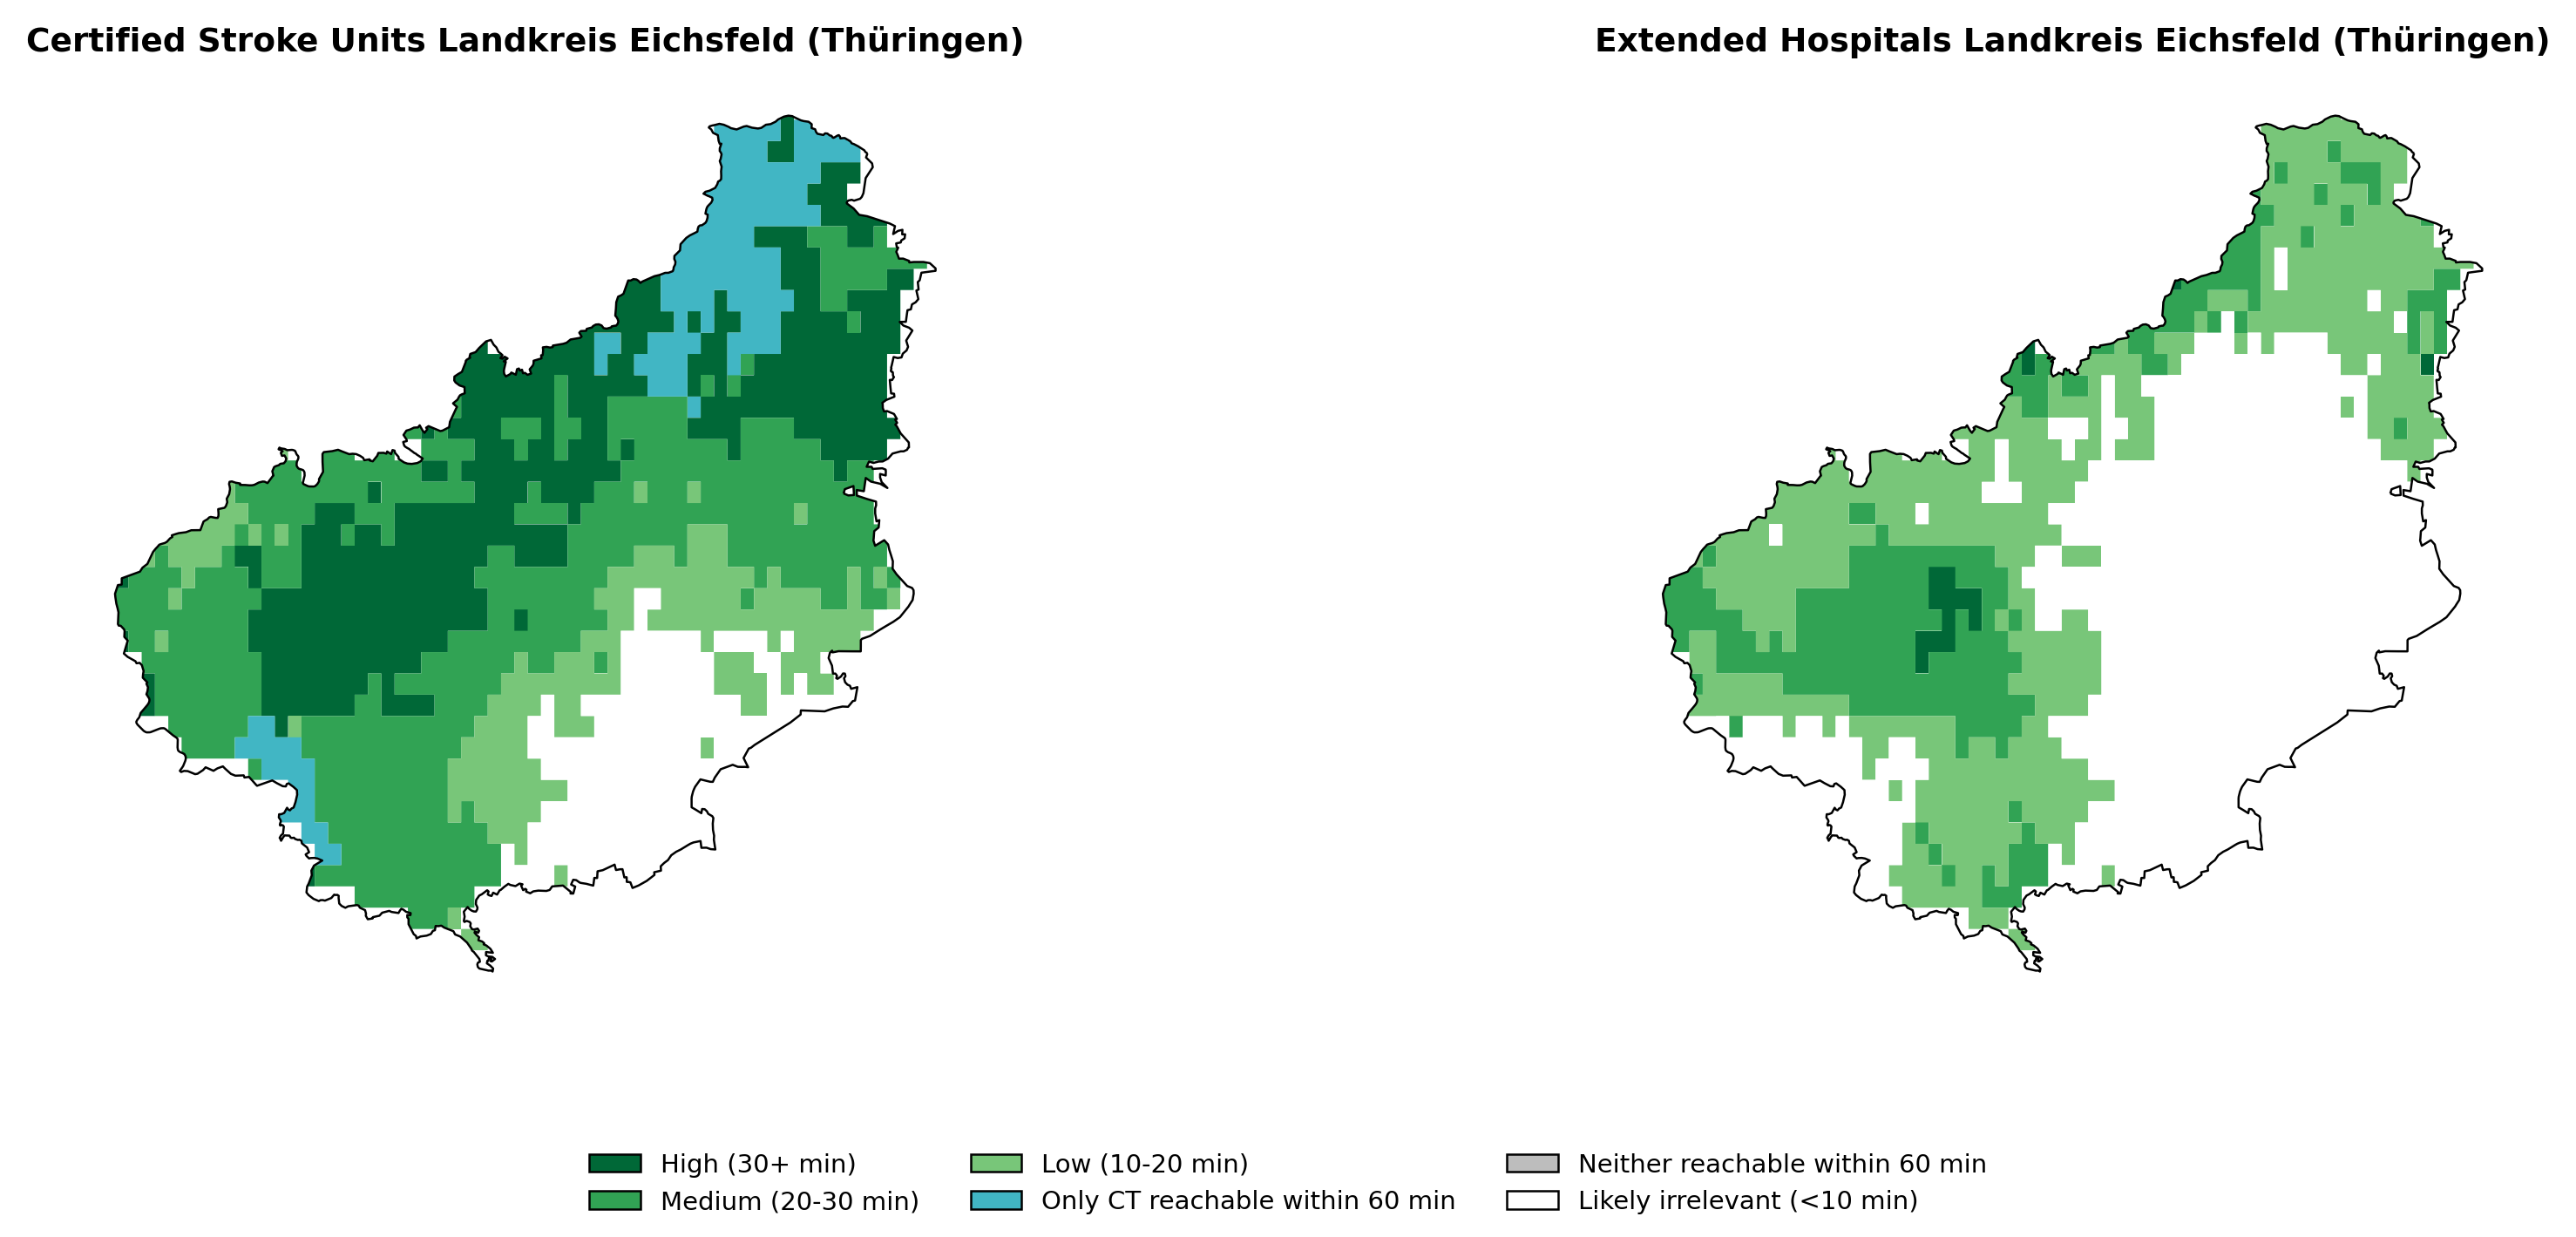 Certified Stroke Units Landkreis Eichsfeld (Thüringen)
Extended Hospitals Landkreis Eichsfeld (Thüringen)
High (30+ min)
Medium (20-30 min)
Low (10-20 min)
Only CT reachable within 60 min
Neither reachable within 60 min
Likely irrelevant (<10 min)